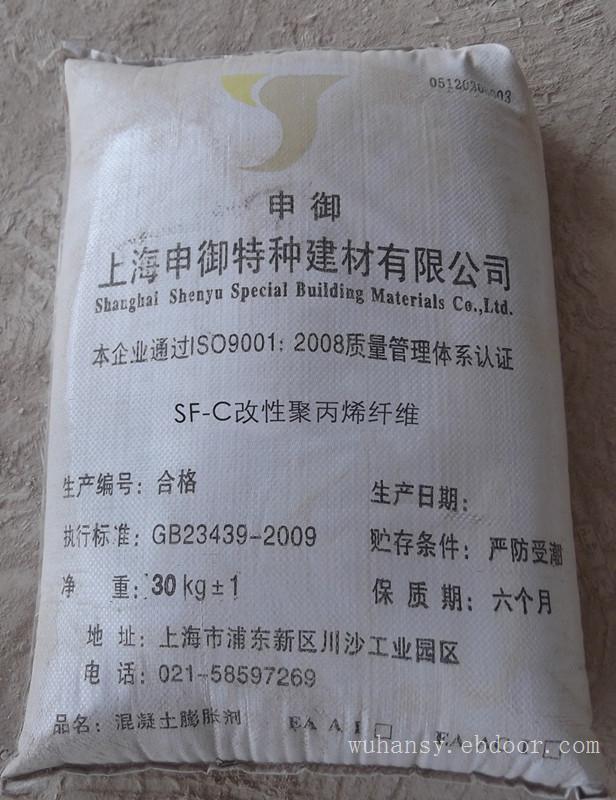 申御
上海申御特种建材有限公司
Shanghai Shenyu Special Building Materials Co.,Ltd.
本企业通过ISO9001：2008质量管理体系认证
SF-C改性聚丙烯纤维
生产编号：合格
生产日期：
执行标准：GB23439-2009
贮存条件：严防受潮
净 重：30kg±1
保 质 期：六个月
地 址：上海市浦东新区川沙工业园区
电 话：021-58597269
品名：混凝土膨胀剂
wuhansy.ebdoor.com